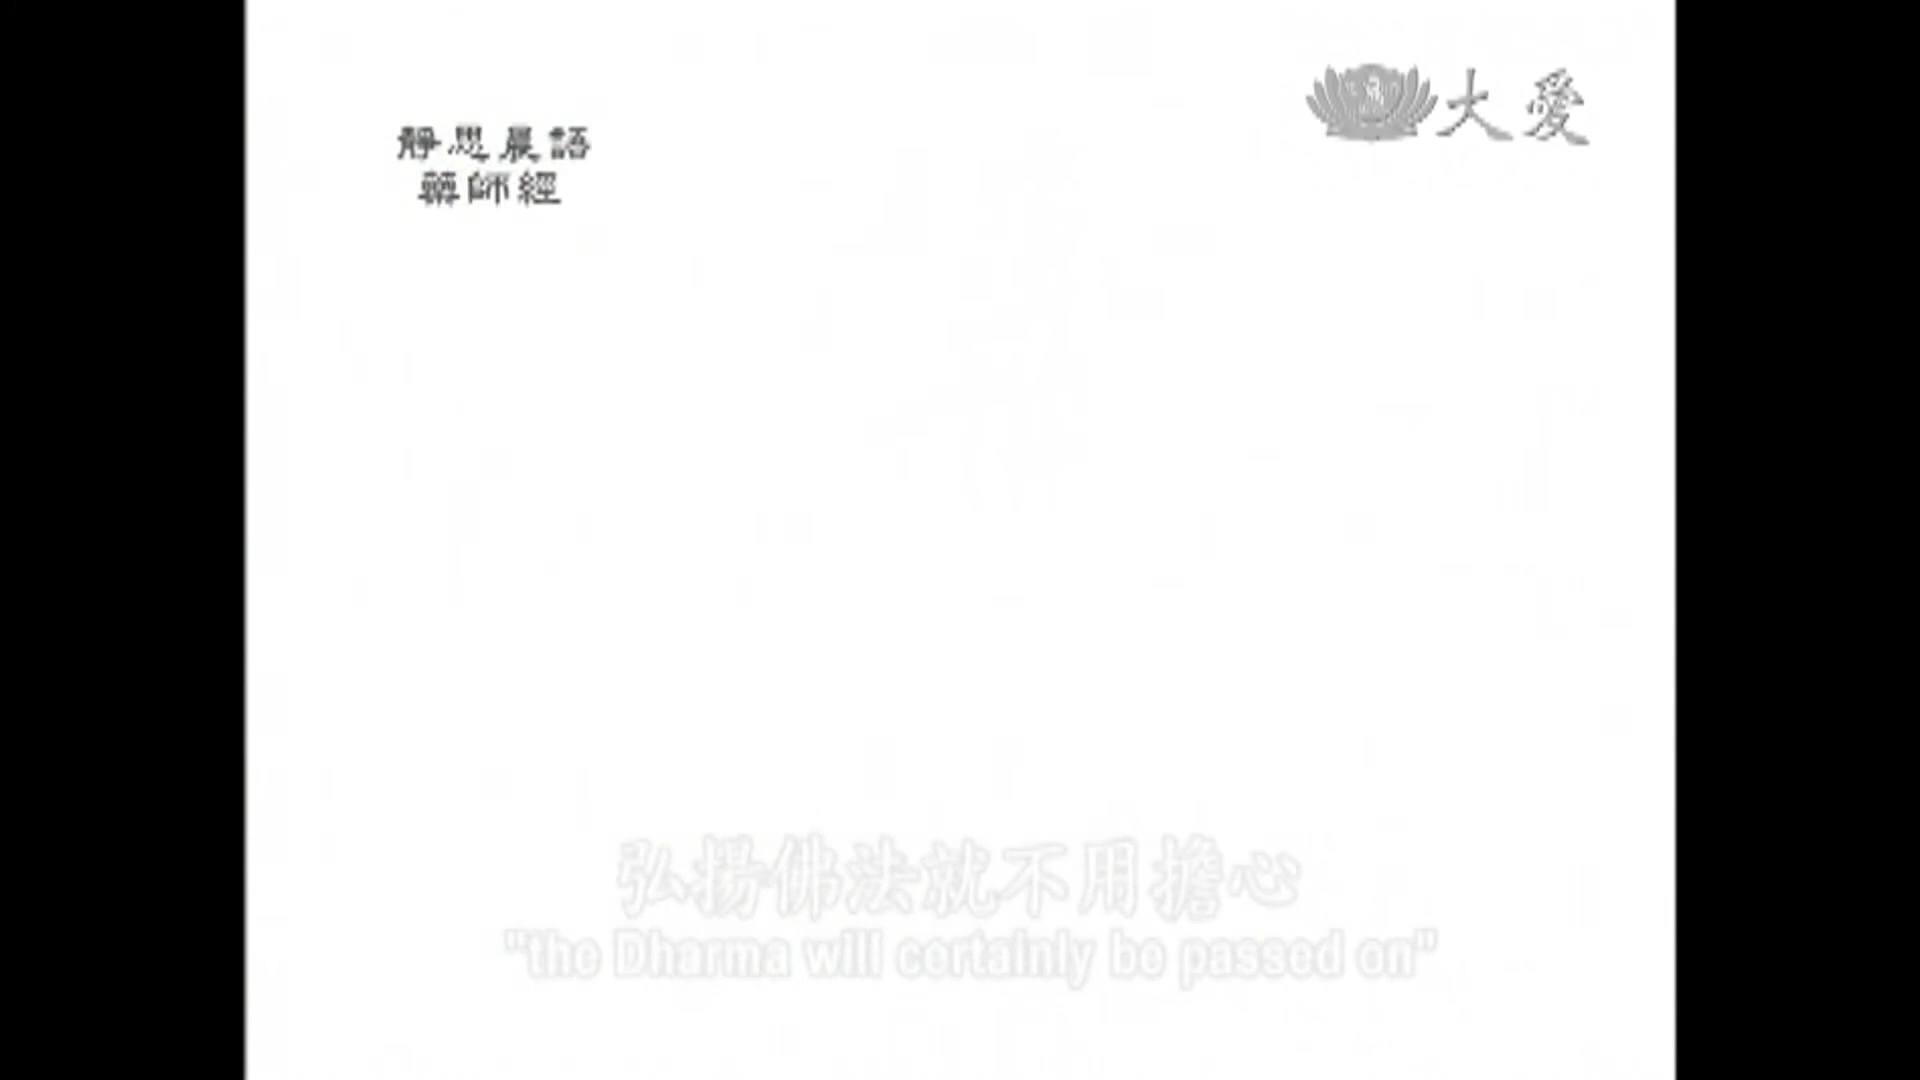 靜思晨語
藥師經
大愛
弘揚佛法就不用擔心
"the Dharma will certainly be passed on"